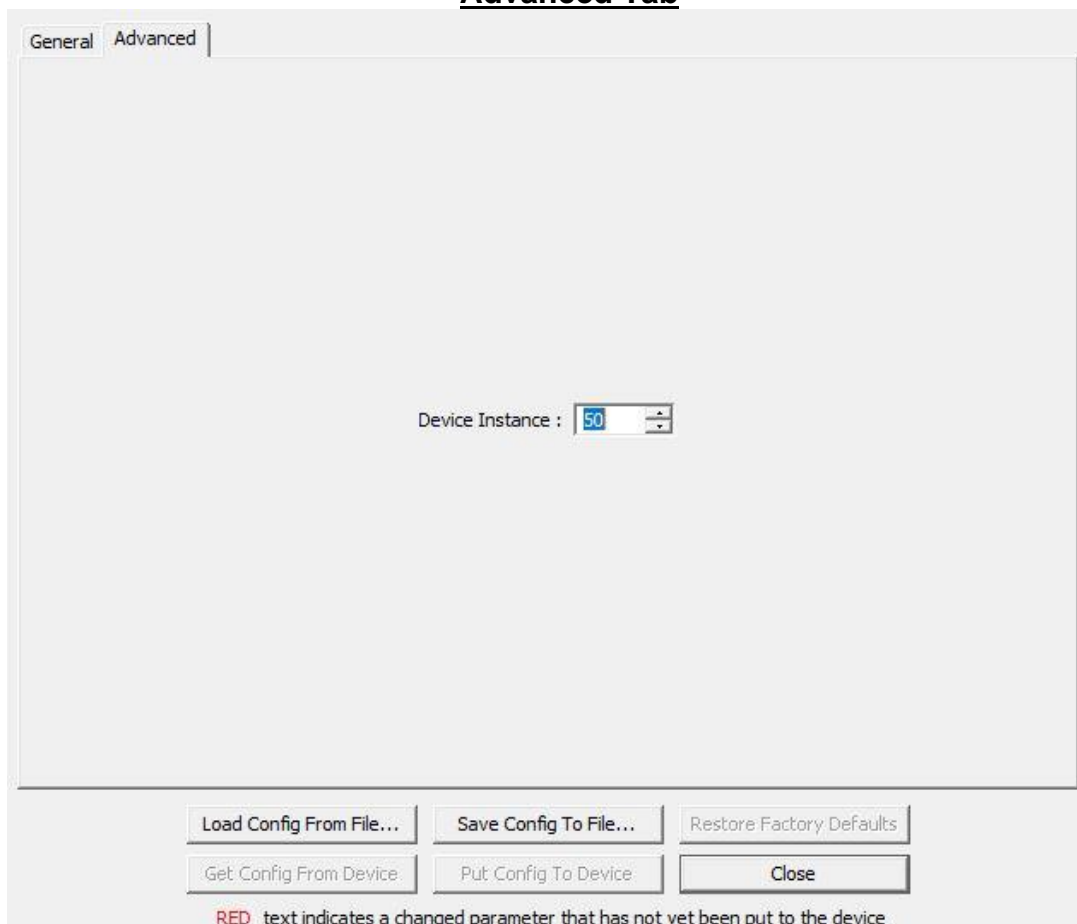 Advanced Tab
General Advanced
Device Instance : 50
Load Config From File... Save Config To File... Restore Factory Defaults
Get Config From Device Put Config To Device Close
RED text indicates a changed parameter that has not yet been put to the device